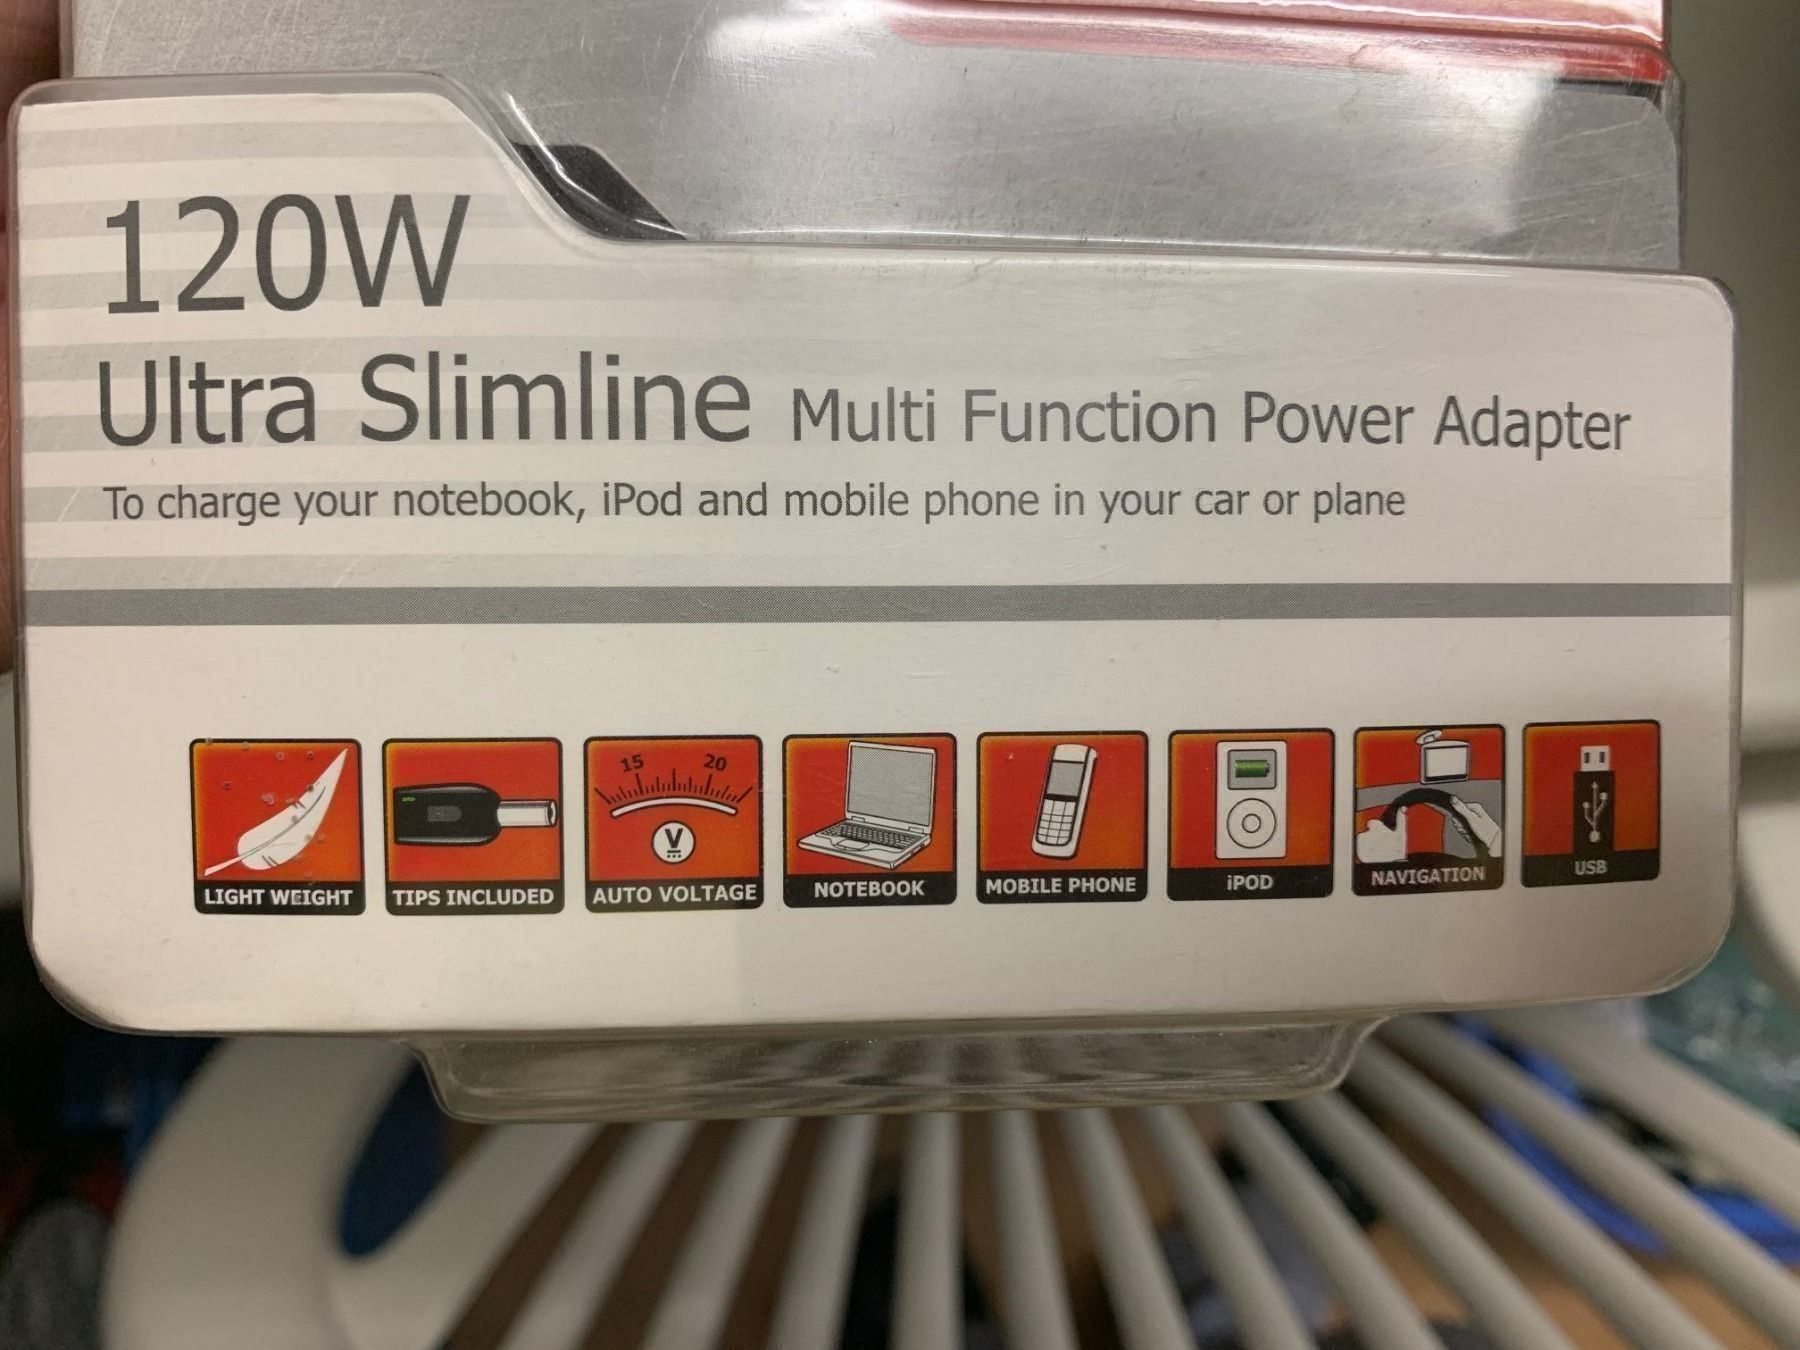 120W
Ultra Slimline Multi Function Power Adapter
To charge your notebook, iPod and mobile phone in your car or plane
15 20
V
LIGHT WEIGHT TIPS INCLUDED AUTO VOLTAGE NOTEBOOK MOBILE PHONE iPOD NAVIGATION USB